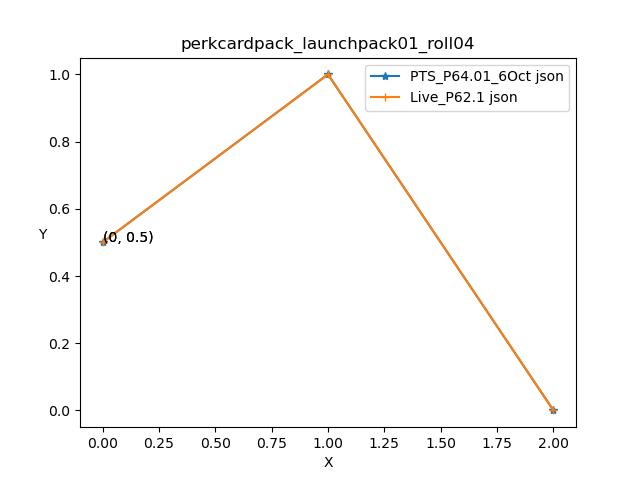 perkcardpack_launchpack01_roll04
PTS_P64.01_6Oct json
Live_P62.1 json
1.0
0.8
0.6
0.4
0.2
0.0
Y
(0, 0.5)
0.00 0.25 0.50 0.75 1.00 1.25 1.50 1.75 2.00
X